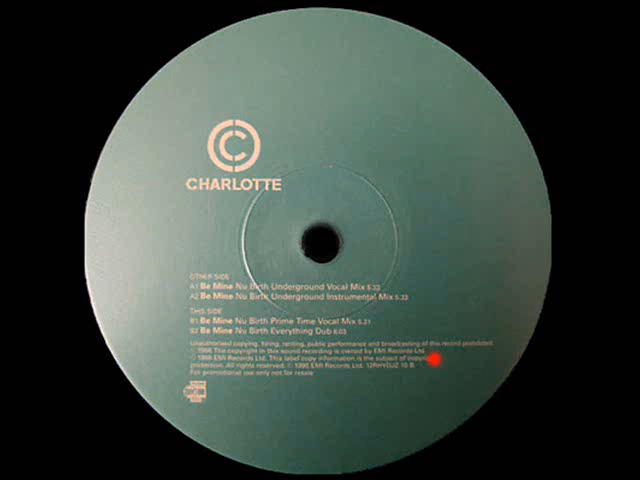 ©
CHARLOTTE
OTHER SIDE
A1 Be Mine Nu Birth Underground Vocal Mix 5.33
A2 Be Mine Nu Birth Underground Instrumental Mix 5.33
THIS SIDE
B1 Be Mine Nu Birth Prime Time Vocal Mix 5.31
B2 Be Mine Nu Birth Everything Dub 6.03
Unauthorised copying, hiring, renting, public performance and broadcasting of this record prohibited.
1998 The copyright in this sound recording is owned by EMI Records Ltd.
1998 EMI Records Ltd. This label copy information is the subject of copyright
protection. All rights reserved. © 1998 EMI Records Ltd. 12RHYDJZ 10 B
For promotional use only not for resale